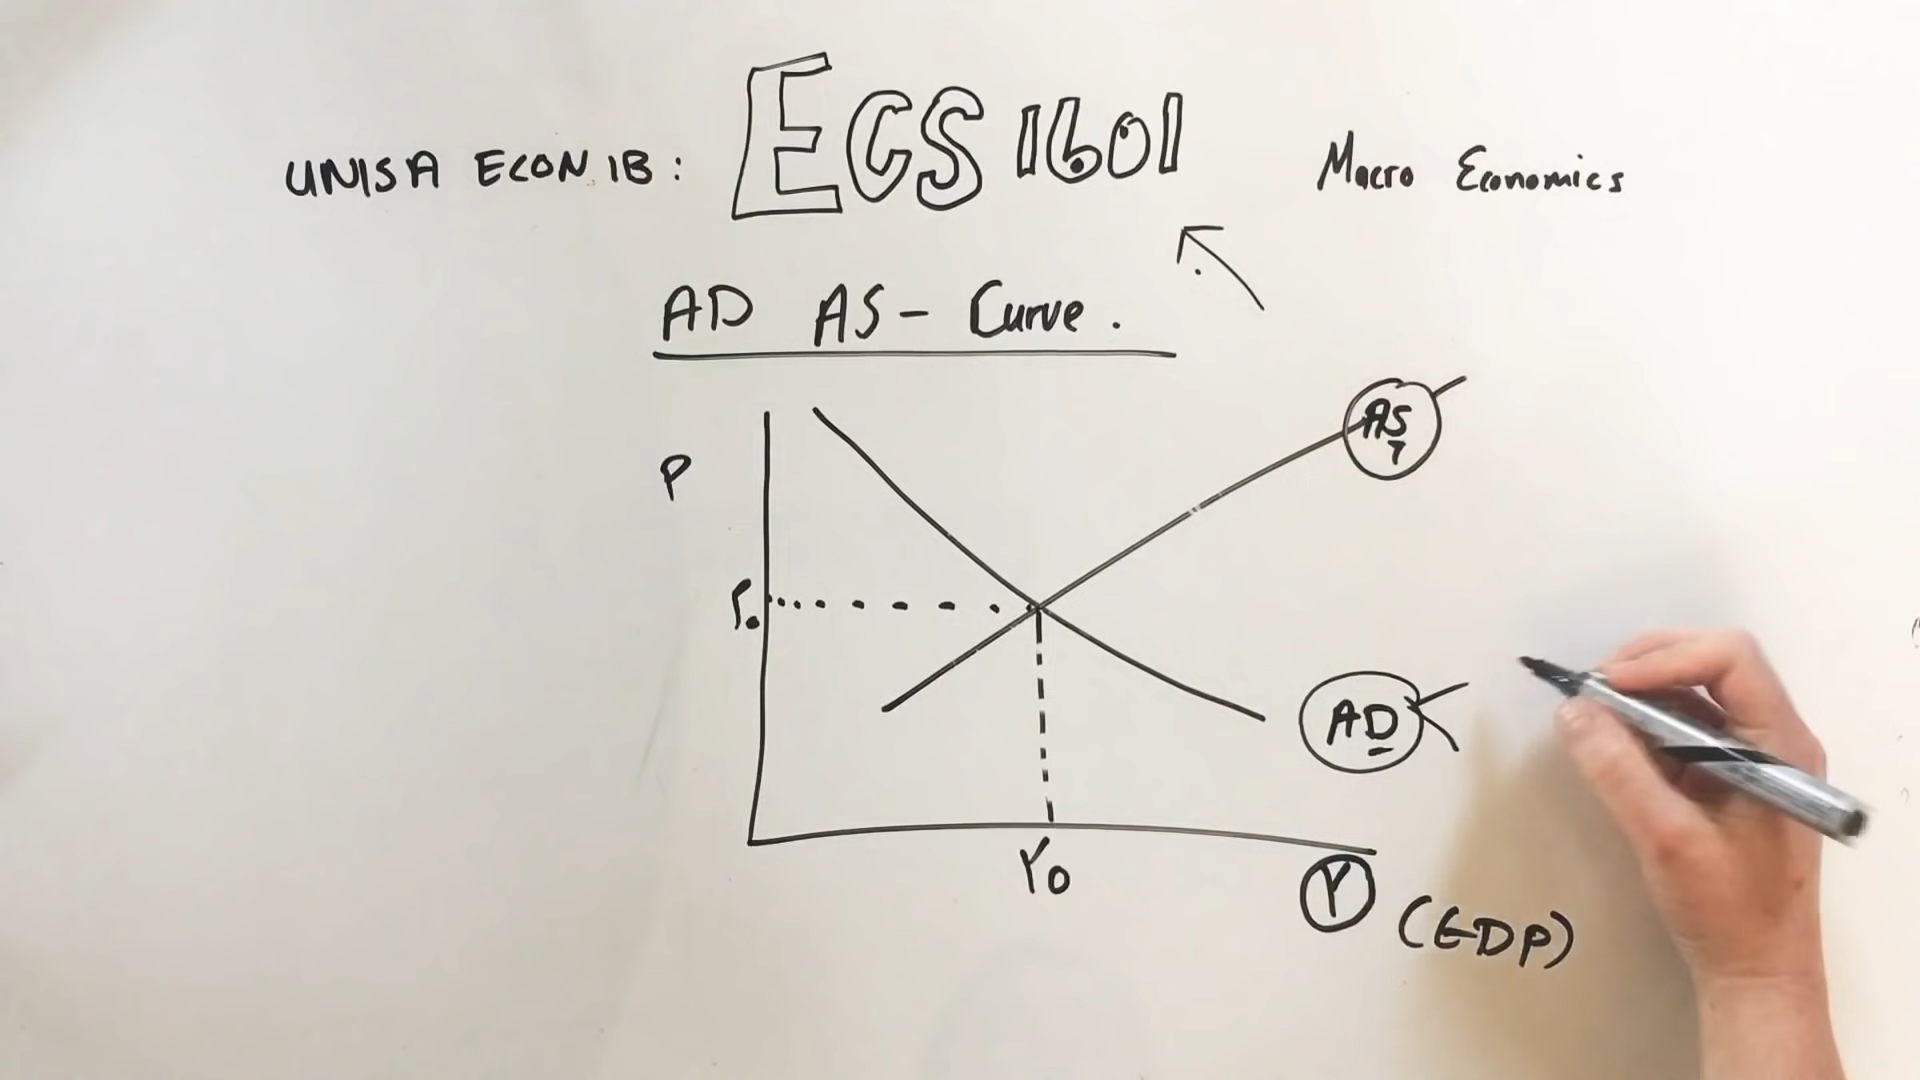 UNISA ECON 1B: ECS 1601 Macro Economics
AD AS - Curve.
AS
P
P0
AD
Y0
Y (GDP)